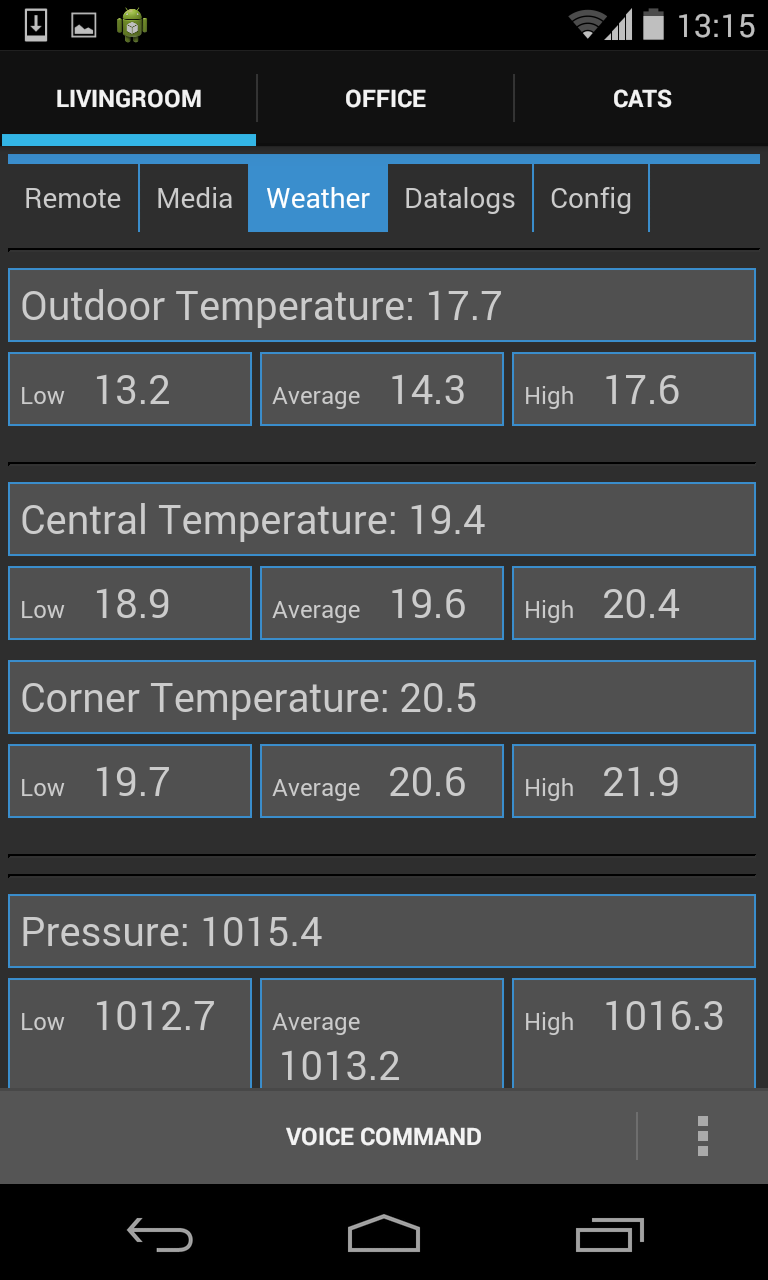 13:15
LIVINGROOM OFFICE CATS
Remote Media Weather Datalogs Config
Outdoor Temperature: 17.7
Low 13.2 Average 14.3 High 17.6
Central Temperature: 19.4
Low 18.9 Average 19.6 High 20.4
Corner Temperature: 20.5
Low 19.7 Average 20.6 High 21.9
Pressure: 1015.4
Low 1012.7 Average High 1016.3
1013.2
VOICE COMMAND